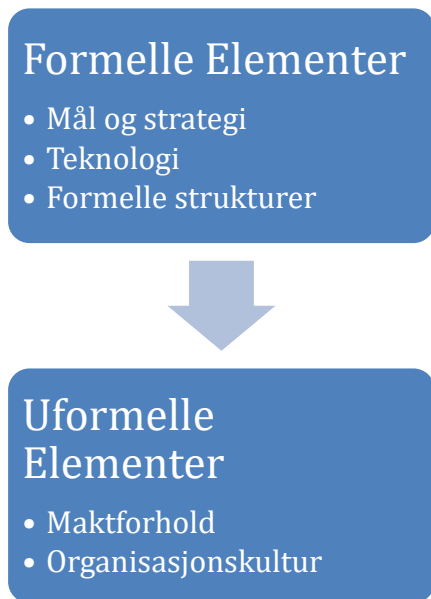 Formelle Elementer
• Mål og strategi
• Teknologi
• Formelle strukturer
Uformelle
Elementer
• Maktforhold
• Organisasjonskultur